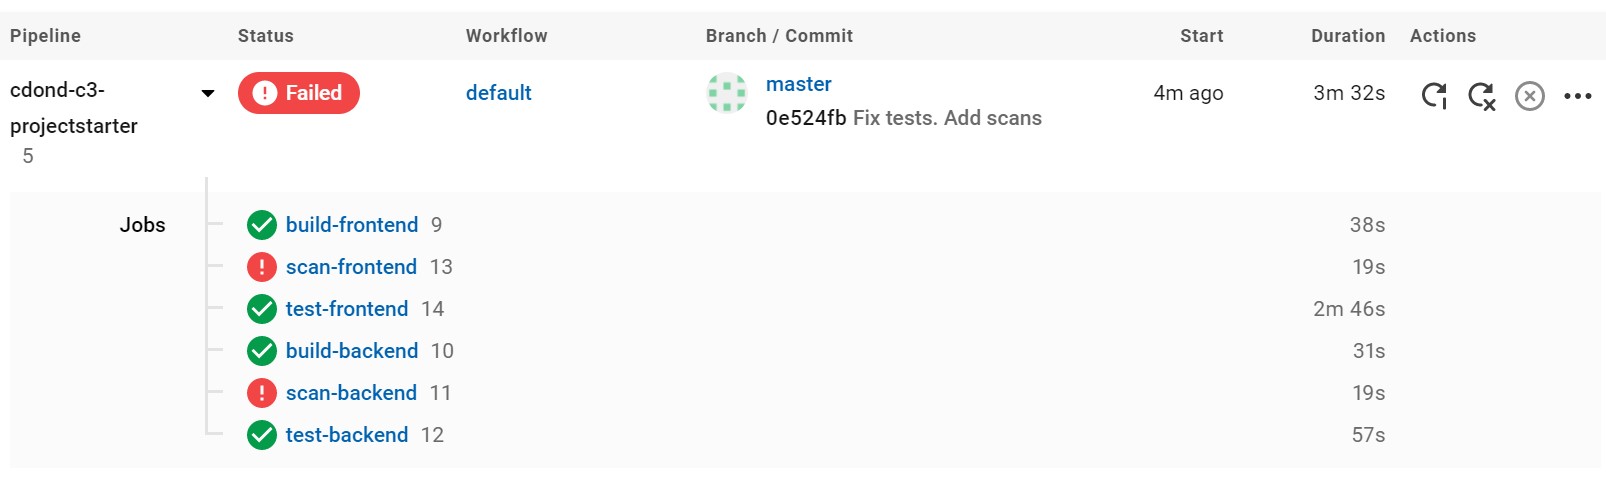 Pipeline Status Workflow Branch / Commit Start Duration Actions
cdond-c3-
projectstarter
5
Failed
default
master
0e524fb Fix tests. Add scans
4m ago
3m 32s
Jobs
build-frontend 9 38s
scan-frontend 13 19s
test-frontend 14 2m 46s
build-backend 10 31s
scan-backend 11 19s
test-backend 12 57s